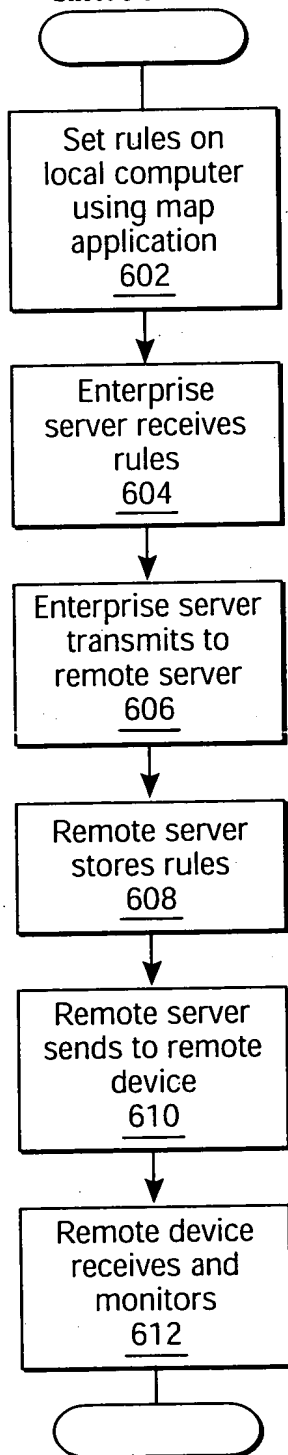 Set rules on
local computer
using map
application
602
Enterprise
server receives
rules
604
Enterprise server
transmits to
remote server
606
Remote server
stores rules
608
Remote server
sends to remote
device
610
Remote device
receives and
monitors
612